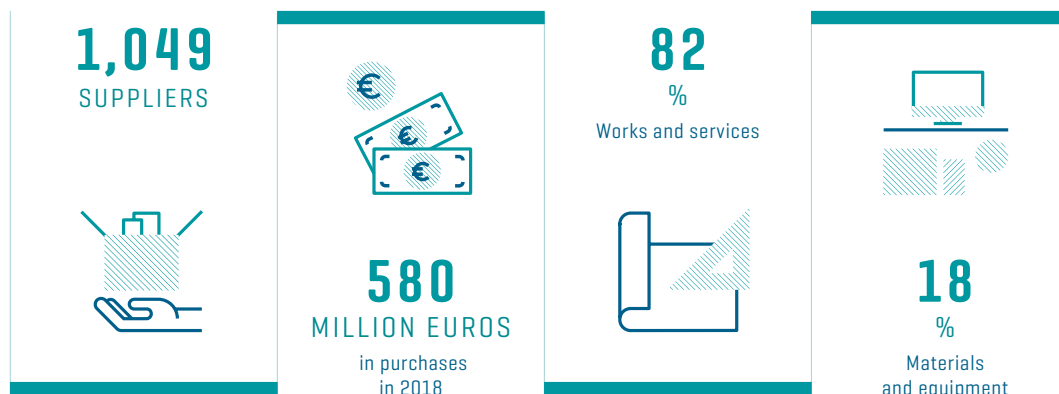 1,049
SUPPLIERS
€
€
€
580
MILLION EUROS
in purchases
in 2018
82
%
Works and services
18
%
Materials
and equipment